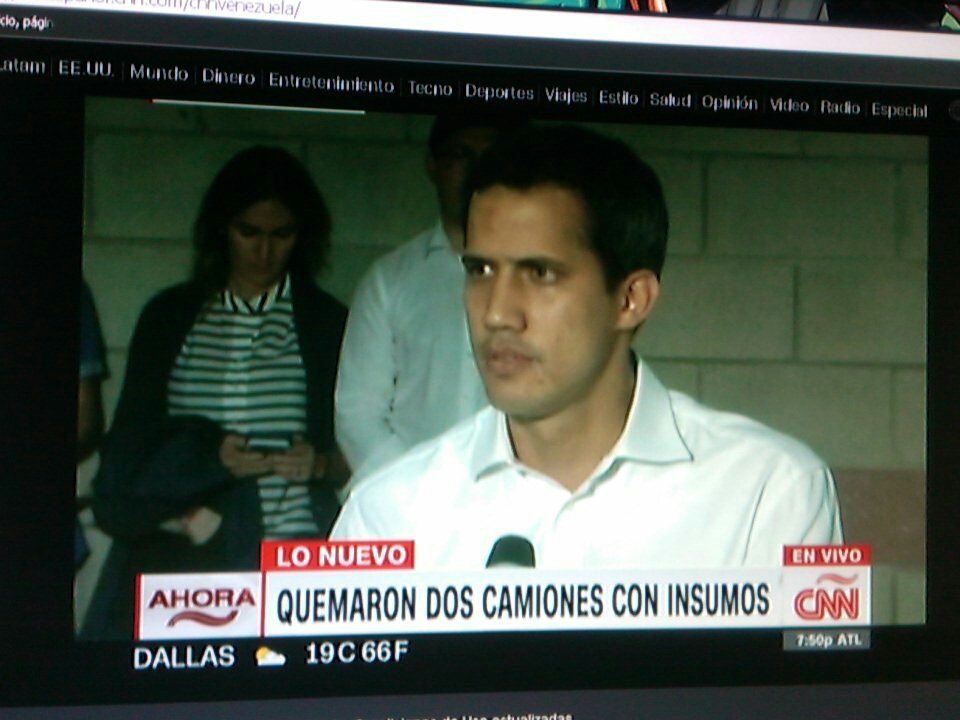 cnnvenezuela/
Latam EE.UU. Mundo Dinero Entretenimiento Tecno Deportes Viajes Estilo Salud Opinión Video Radio Especial
LO NUEVO
EN VIVO
AHORA
QUEMARON DOS CAMIONES CON INSUMOS
CNN
7:50p ATL
DALLAS 19C 66F